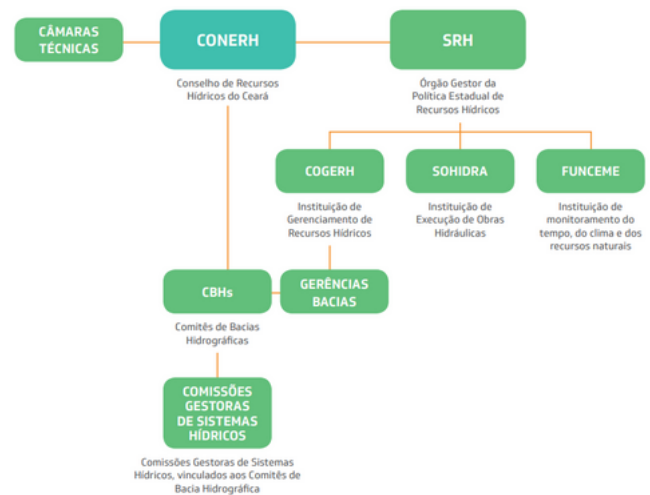 CÂMARAS
TÉCNICAS
CONERH
SRH
Conselho de Recursos
Hídricos do Ceará
Órgão Gestor da
Política Estadual de
Recursos Hídricos
COGERH
SOHIDRA
FUNCEME
Instituição de
Gerenciamento de
Recursos Hídricos
Instituição de
Execução de Obras
Hidráulicas
Instituição de
monitoramento do
tempo, do clima e dos
recursos naturais
CBHs
GERÊNCIAS
BACIAS
Comitês de Bacias
Hidrográficas
COMISSÕES
GESTORAS
DE SISTEMAS
HÍDRICOS
Comissões Gestoras de Sistemas
Hídricos, vinculados aos Comitês de
Bacia Hidrográfica